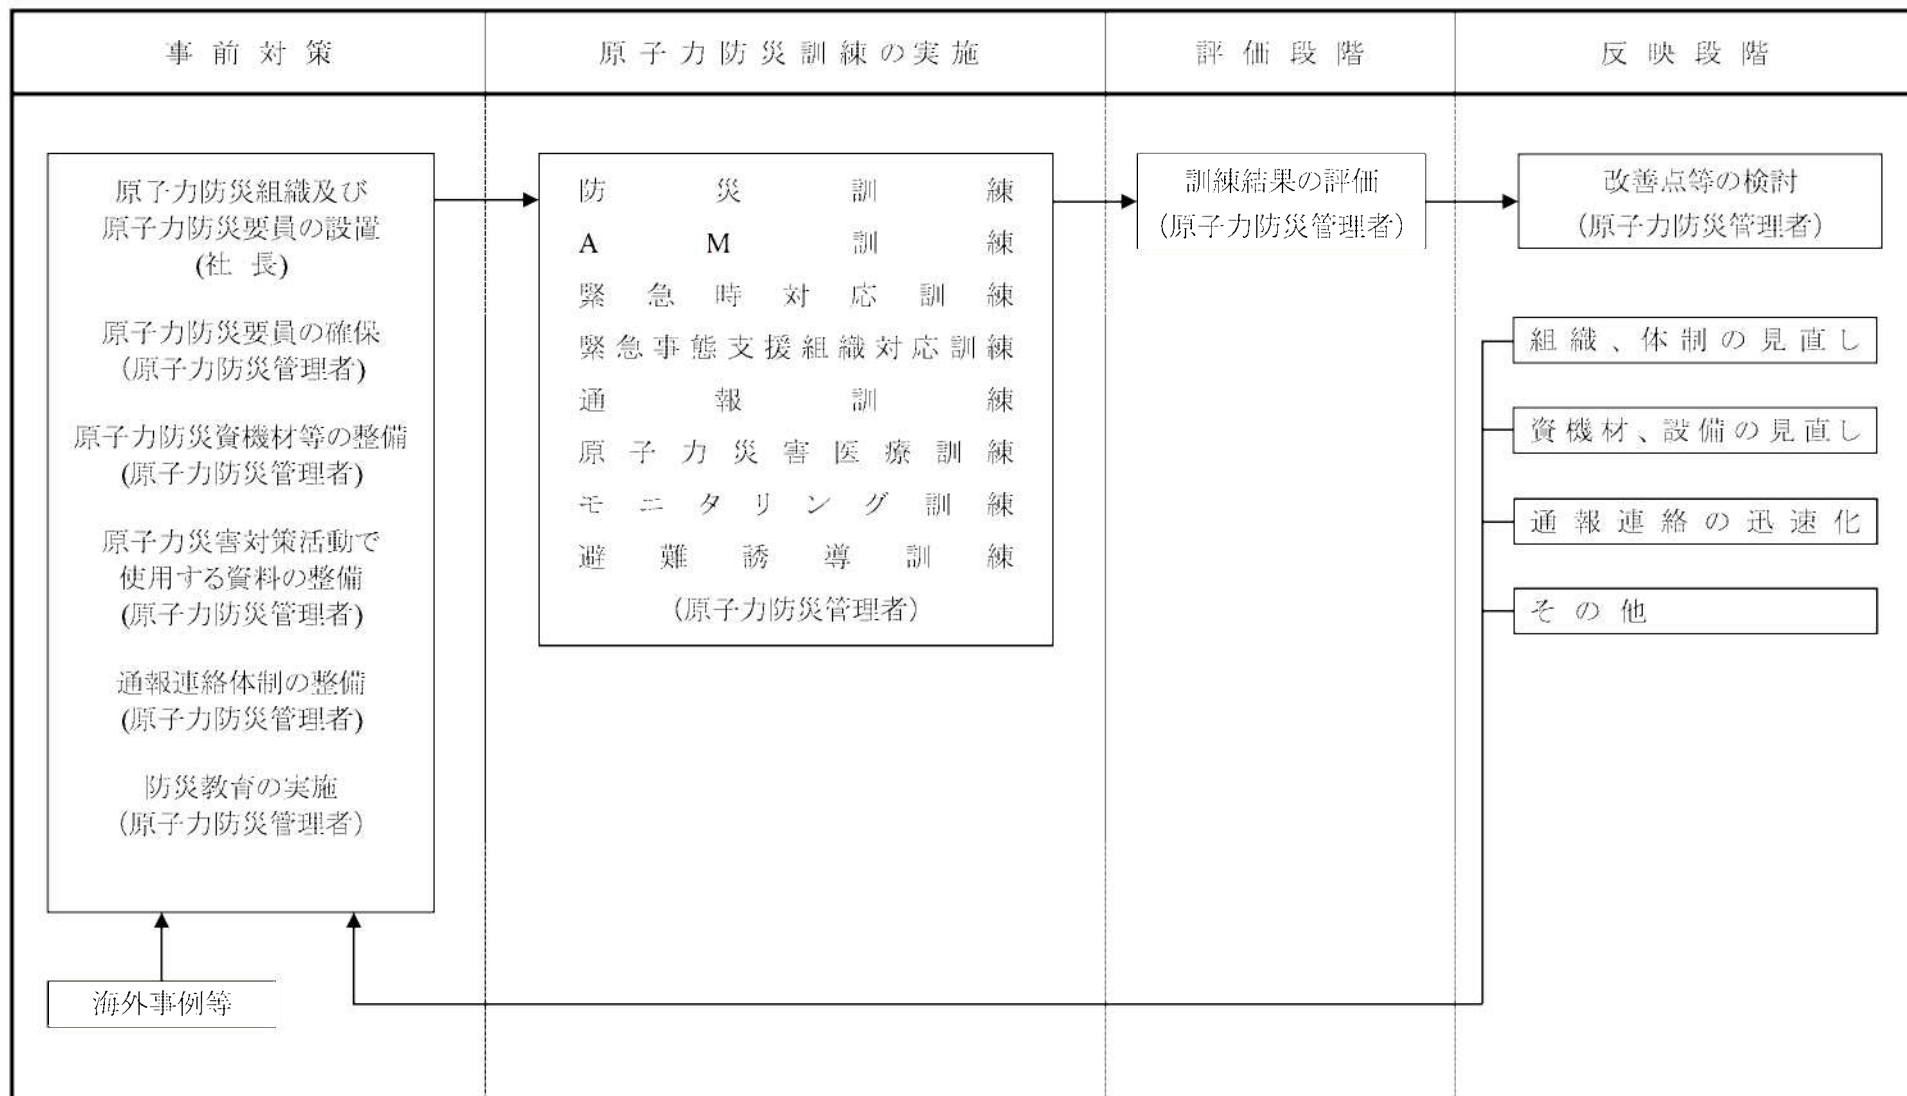 事前対策
原子力防災訓練の実施
評価段階
反映段階
原子力防災組織及び
原子力防災要員の設置
(社 長)
原子力防災要員の確保
(原子力防災管理者)
原子力防災資機材等の整備
(原子力防災管理者)
原子力災害対策活動で
使用する資料の整備
(原子力防災管理者)
通報連絡体制の整備
(原子力防災管理者)
防災教育の実施
(原子力防災管理者)
海外事例等
防災訓練
AM訓練
緊急時対応訓練
緊急事態支援組織対応訓練
通報訓練
原子力災害医療訓練
モニタリング訓練
避難誘導訓練
(原子力防災管理者)
訓練結果の評価
(原子力防災管理者)
改善点等の検討
(原子力防災管理者)
組織、体制の見直し
資機材、設備の見直し
通報連絡の迅速化
その他